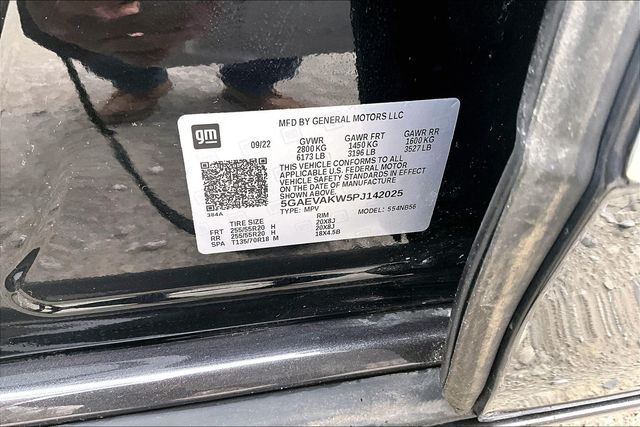 MFD BY GENERAL MOTORS LLC
gm
09/22 GVWR GAWR FRT GAWR RR
2800 KG 1450 KG 1600 KG
6173 LB 3196 LB 3527 LB
THIS VEHICLE CONFORMS TO ALL
APPLICABLE U.S. FEDERAL MOTOR
VEHICLE SAFETY STANDARDS IN EFFECT
ON THE DATE OF MANUFACTURE
SHOWN ABOVE.
5GAEVAKW5PJ142025
384A TYPE: MPV MODEL: 554NB56
TIRE SIZE RIM
FRT 255/55R20 H 20X8J
RR 255/55R20 H 20X8J
SPA T135/70R18 M 18X4.5B